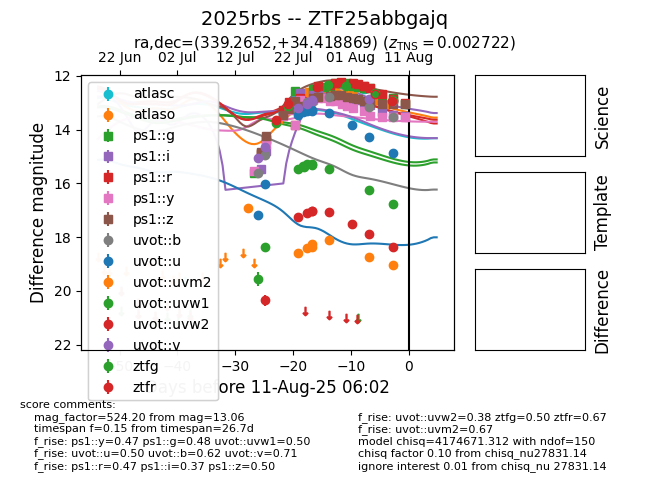 2025rbs -- ZTF25abbgajq
ra,dec=(339.2652,+34.418869) (z_TNS = 0.002722)
22 Jun 02 Jul 12 Jul 22 Jul 01 Aug 11 Aug
12
14
16
18
20
22
Difference magnitude
atlasc
atlaso
ps1::g
ps1::i
ps1::r
ps1::y
ps1::z
uvot::b
uvot::u
uvot::uvm2
uvot::uvw1
uvot::uvw2
uvot::v
ztfg
ztfr
−40 −30 −20 −10 0
before 11-Aug-25 06:02
Science
Template
Difference
score comments:
mag_factor=524.20 from mag=13.06
timespan f=0.15 from timespan=26.7d
f_rise: ps1::y=0.47 ps1::g=0.48 uvot::uvw1=0.50
f_rise: uvot::u=0.50 uvot::b=0.62 uvot::v=0.71
f_rise: ps1::r=0.47 ps1::i=0.37 ps1::z=0.50
f_rise: uvot::uvw2=0.38 ztfg=0.50 ztfr=0.67
f_rise: uvot::uvm2=0.67
model chisq=4174671.312 with ndof=150
chisq factor 0.10 from chisq_nu27831.14
ignore interest 0.01 from chisq_nu 27831.14